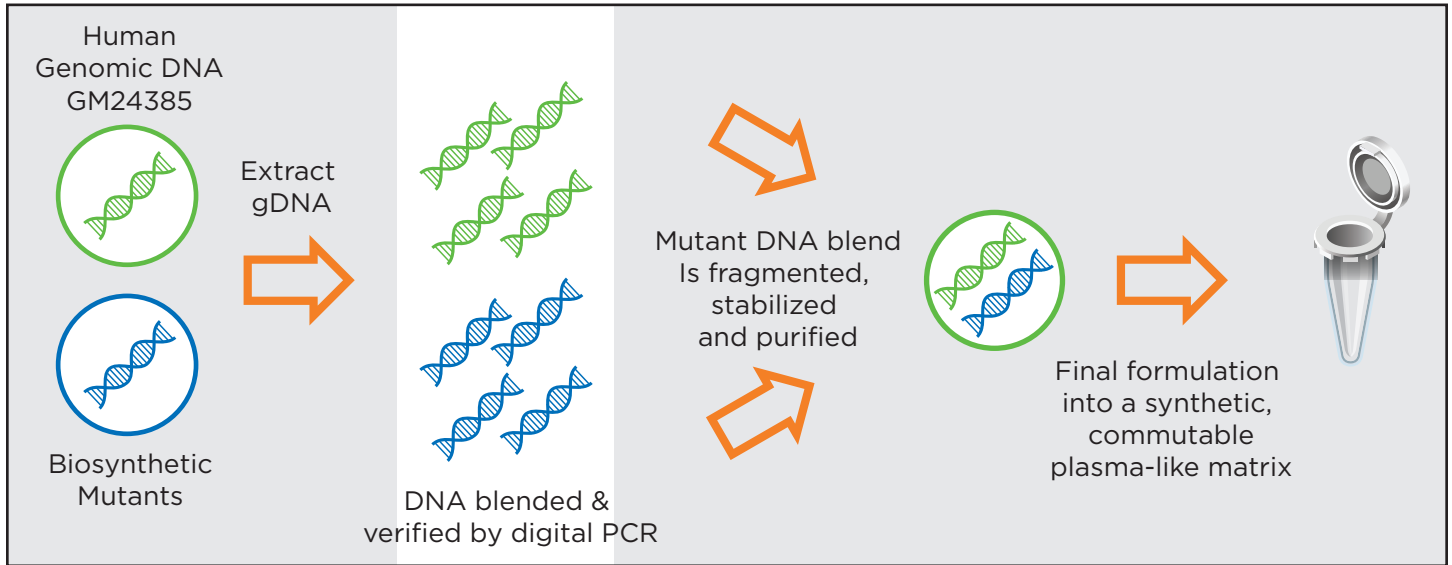 Human
Genomic DNA
GM24385
Extract
gDNA
Biosynthetic
Mutants
DNA blended &
verified by digital PCR
Mutant DNA blend
Is fragmented,
stabilized
and purified
Final formulation
into a synthetic,
commutable
plasma-like matrix